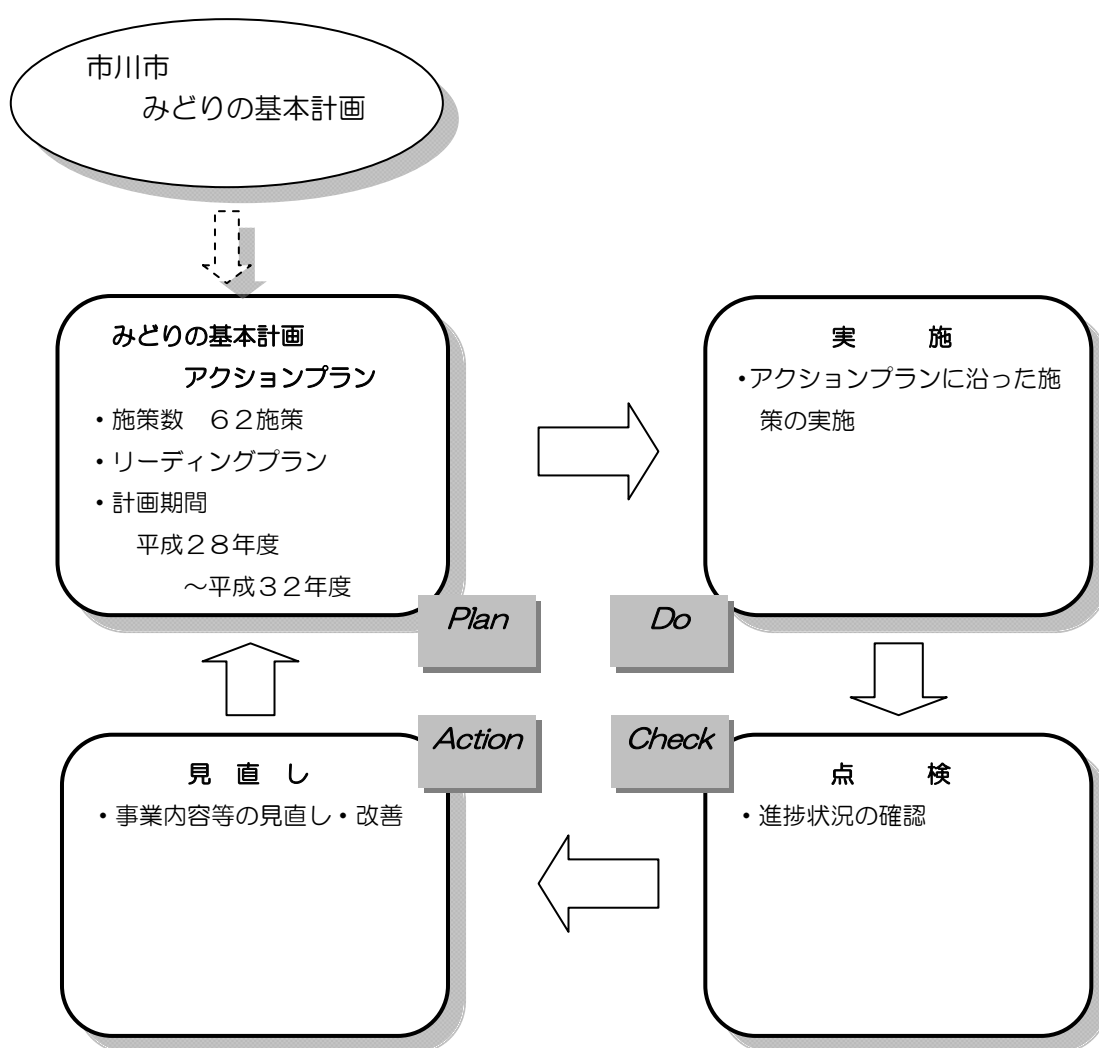 市川市
みどりの基本計画
みどりの基本計画
アクションプラン
・施策数 ６２施策
・リーディングプラン
・計画期間
平成２８年度
～平成３２年度
Plan
実 施
・アクションプランに沿った施
策の実施
Do
見 直 し
・事業内容等の見直し・改善
Action
点 検
・進捗状況の確認
Check